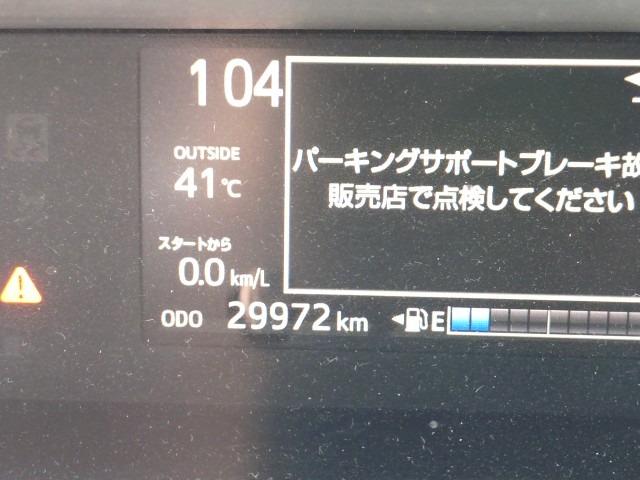 104
OUTSIDE
41℃
パーキングサポートブレーキ故
販売店で点検してください
スタートから
0.0 km/L
ODO 29972 km
E